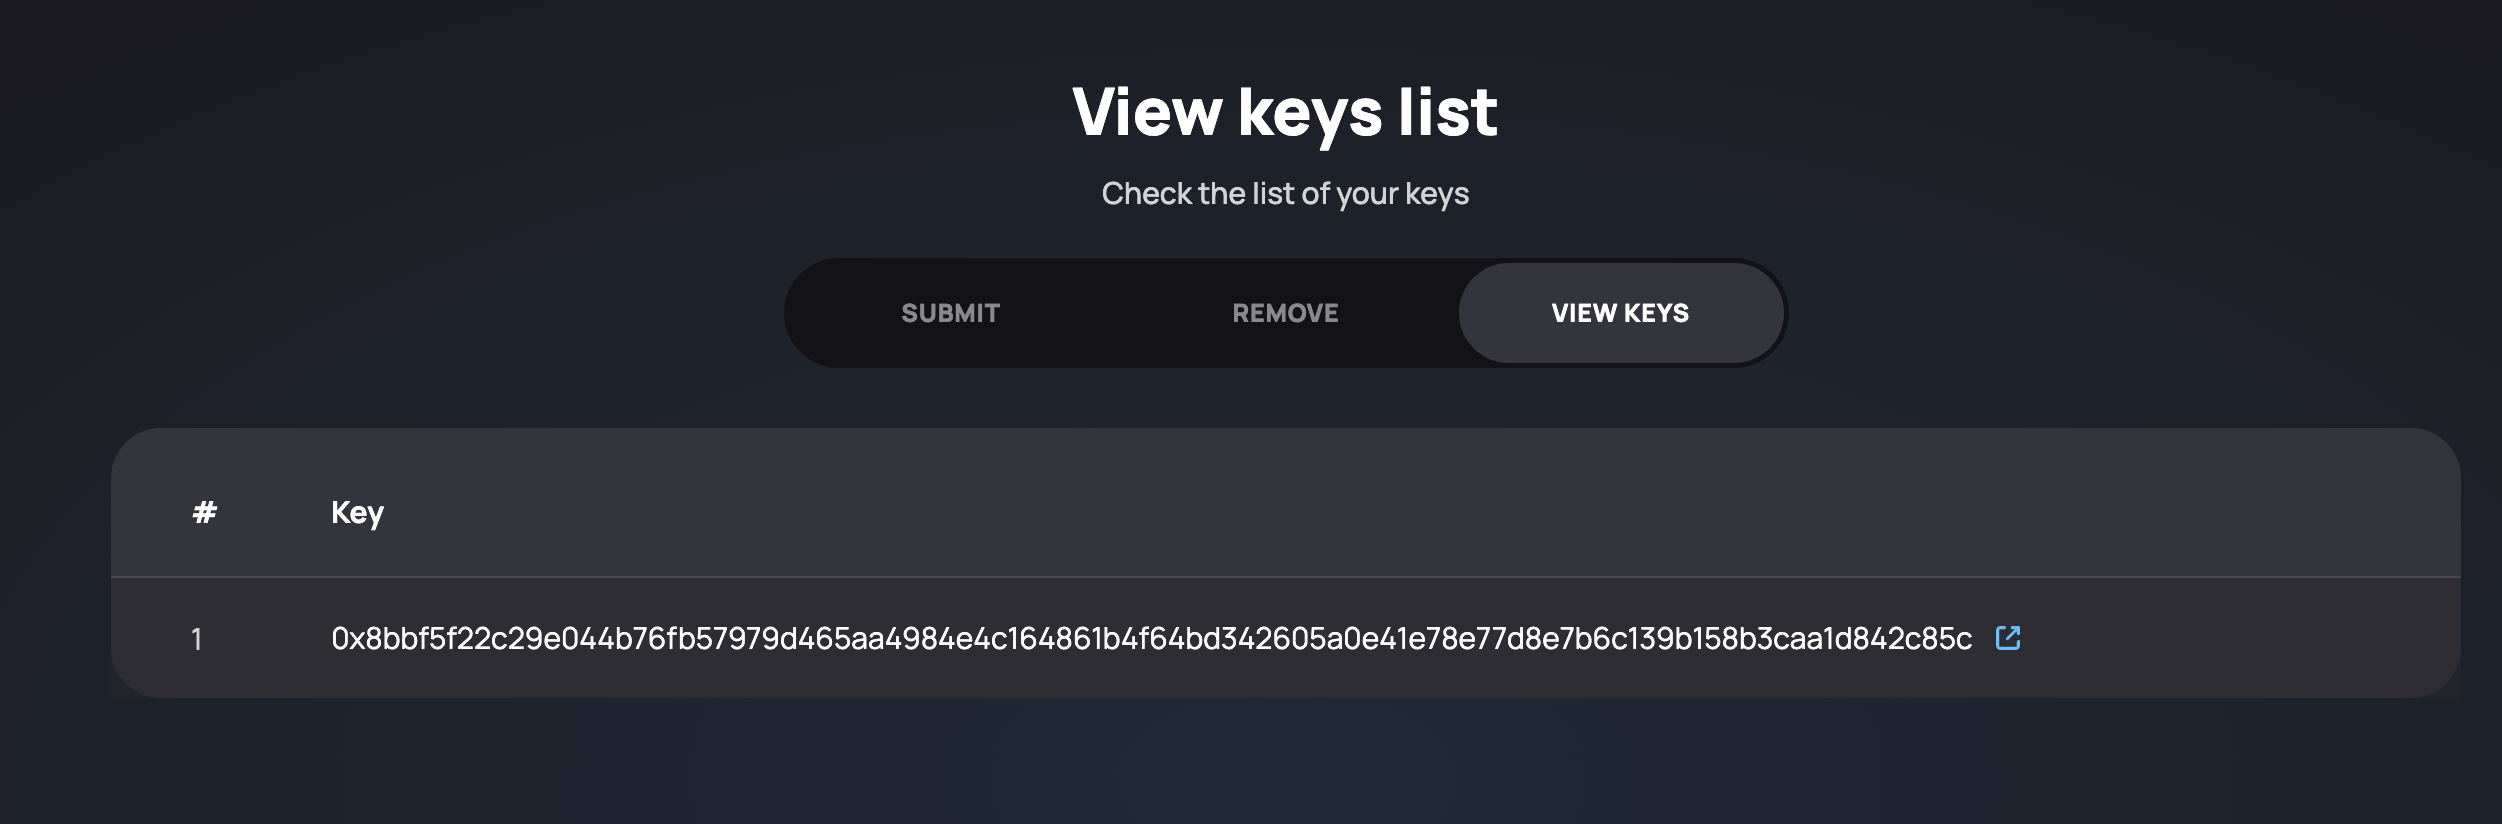 View keys list
Check the list of your keys
SUBMIT REMOVE VIEW KEYS
# Key
1 0x8bbf5f22c29e044b76fb57979d465aa4984e4c164861b4f64bd342605a0e41e78e77d8e7b6c139b158b3caa1d842c85c